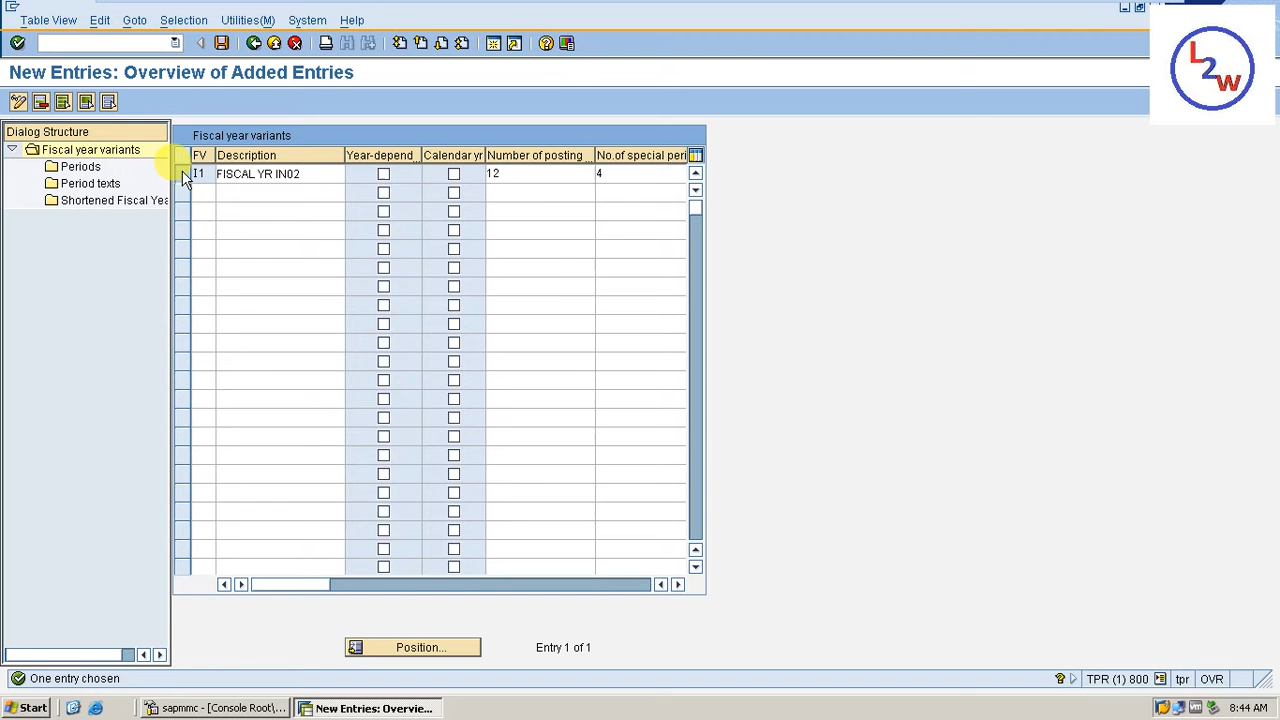 Table View Edit Goto Selection Utilities(M) System Help
L2W
New Entries: Overview of Added Entries
Dialog Structure
Fiscal year variants
Periods
Period texts
Shortened Fiscal Yea
Fiscal year variants
FV Description Year-depend... Calendar yr Number of posting ... No.of special peri
I1 FISCAL YR IN02 12 4
Position... Entry 1 of 1
One entry chosen TPR (1) 800 tpr OVR
Start sapmmc - [Console Root\... New Entries: Overvie... 8:44 AM